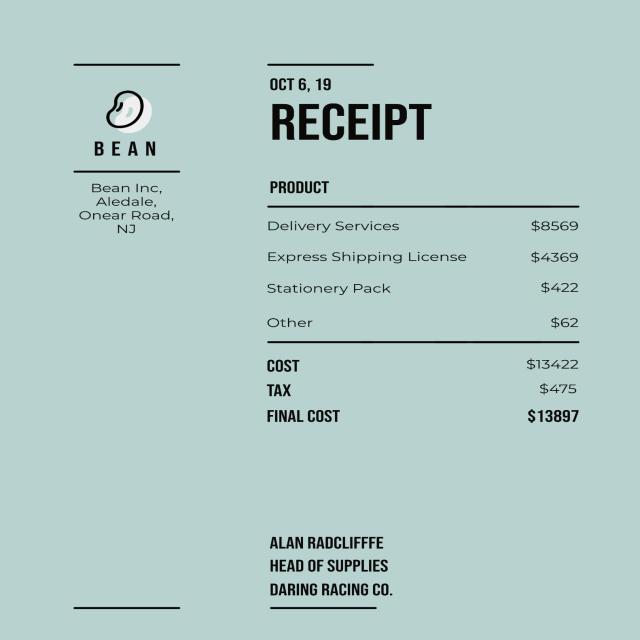 BEAN
Bean Inc,
Aledale,
Onear Road,
NJ
OCT 6, 19
RECEIPT
PRODUCT
Delivery Services $8569
Express Shipping License $4369
Stationery Pack $422
Other $62
COST $13422
TAX $475
FINAL COST $13897
ALAN RADCLIFFFE
HEAD OF SUPPLIES
DARING RACING CO.